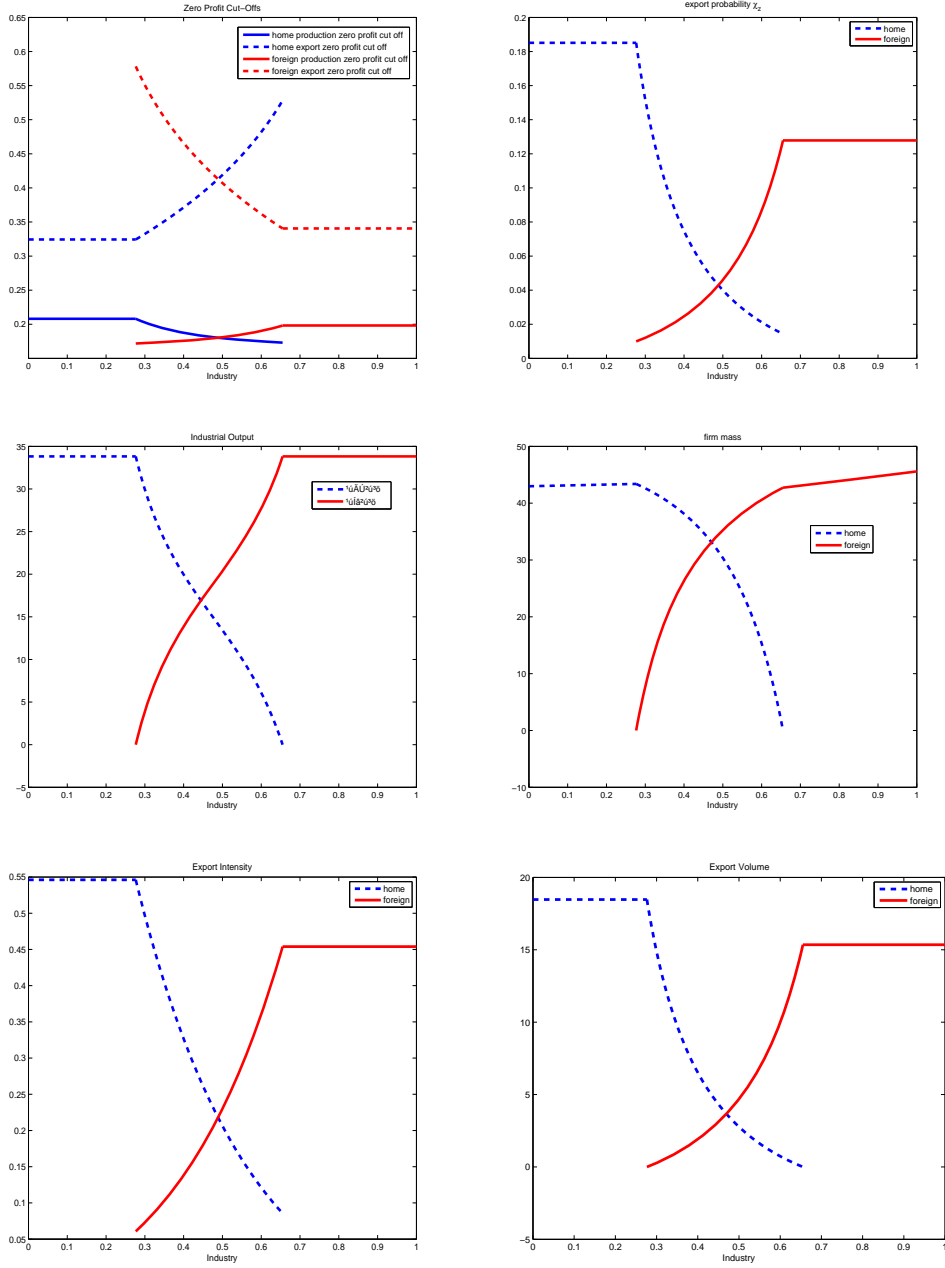 Zero Profit Cut−Offs
0.65
0.6
0.55
0.5
0.45
0.4
0.35
0.3
0.25
0.2
home production zero profit cut off
home export zero profit cut off
foreign production zero profit cut off
foreign export zero profit cut off
0 0.1 0.2 0.3 0.4 0.5 0.6 0.7 0.8 0.9 1
Industry
export probability χz
0.2
0.18
0.16
0.14
0.12
0.1
0.08
0.06
0.04
0.02
0
home
foreign
0 0.1 0.2 0.3 0.4 0.5 0.6 0.7 0.8 0.9 1
Industry
Industrial Output
35
30
25
20
15
10
5
0
−5
¹úÄÚ²ú³ö
¹úÍâ²ú³ö
0 0.1 0.2 0.3 0.4 0.5 0.6 0.7 0.8 0.9 1
Industry
firm mass
50
40
30
20
10
0
−10
home
foreign
0 0.1 0.2 0.3 0.4 0.5 0.6 0.7 0.8 0.9 1
Industry
Export Intensity
0.55
0.5
0.45
0.4
0.35
0.3
0.25
0.2
0.15
0.1
0.05
home
foreign
0 0.1 0.2 0.3 0.4 0.5 0.6 0.7 0.8 0.9 1
Industry
Export Volume
20
15
10
5
0
−5
home
foreign
0 0.1 0.2 0.3 0.4 0.5 0.6 0.7 0.8 0.9 1
Industry